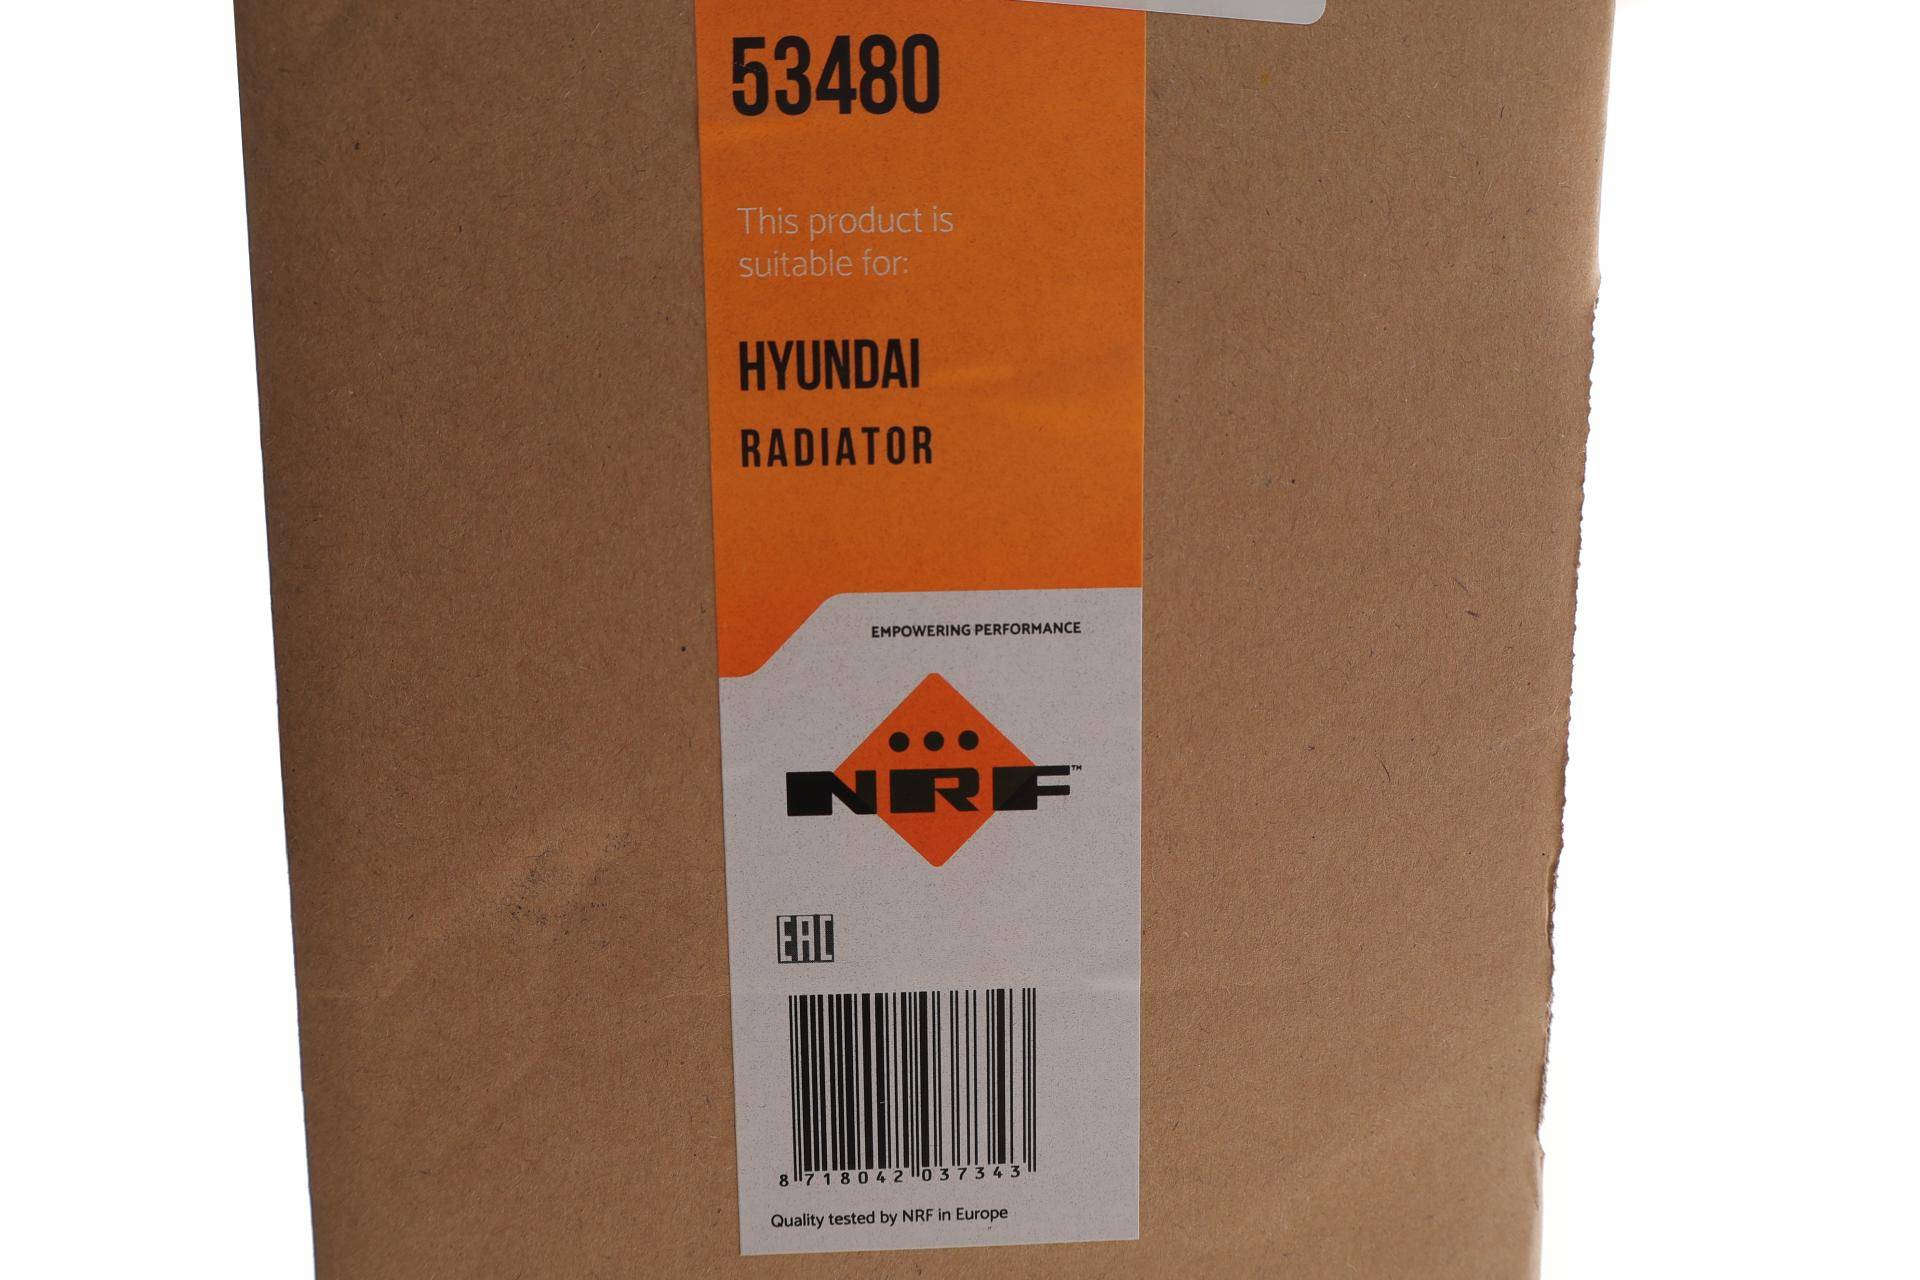 53480
This product is
suitable for:
HYUNDAI
RADIATOR
EMPOWERING PERFORMANCE
NRF™
EAC
8 718042 037343
Quality tested by NRF in Europe